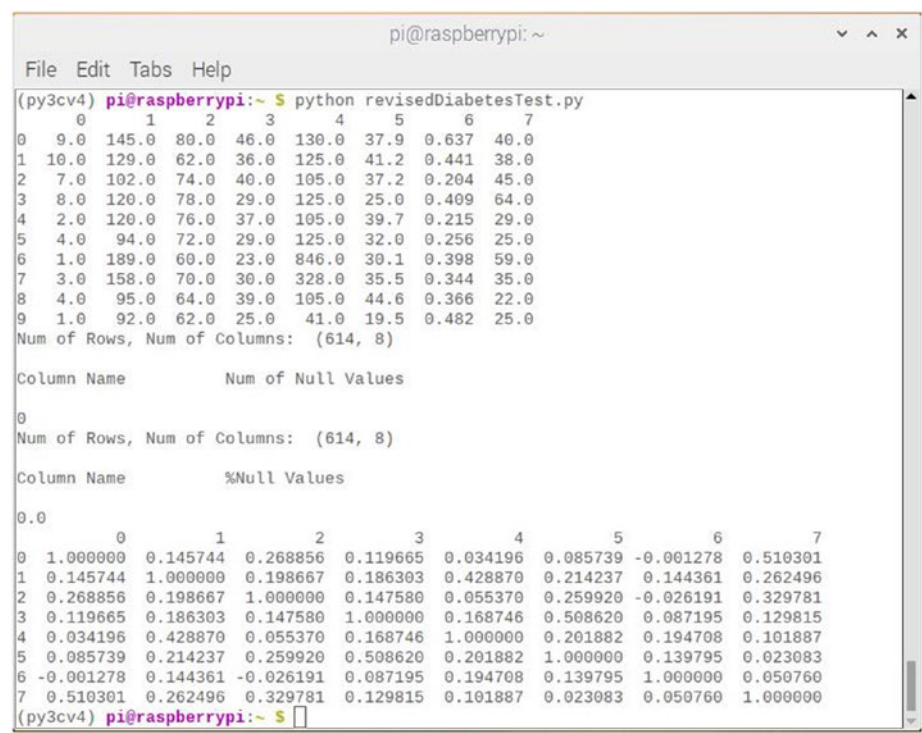 pi@raspberrypi: ~
File Edit Tabs Help
(py3cv4) pi@raspberrypi:~ $ python revisedDiabetesTest.py
0 1 2 3 4 5 6 7
0 9.0 145.0 80.0 46.0 130.0 37.9 0.637 40.0
1 10.0 129.0 62.0 36.0 125.0 41.2 0.441 38.0
2 7.0 102.0 74.0 40.0 105.0 37.2 0.204 45.0
3 8.0 120.0 78.0 29.0 125.0 25.0 0.409 64.0
4 2.0 120.0 76.0 37.0 105.0 39.7 0.215 29.0
5 4.0 94.0 72.0 29.0 125.0 32.0 0.256 25.0
6 1.0 189.0 60.0 23.0 846.0 30.1 0.398 59.0
7 3.0 158.0 70.0 30.0 328.0 35.5 0.344 35.0
8 4.0 95.0 64.0 39.0 105.0 44.6 0.366 22.0
9 1.0 92.0 62.0 25.0 41.0 19.5 0.482 25.0
Num of Rows, Num of Columns: (614, 8)
Column Name Num of Null Values
0
Num of Rows, Num of Columns: (614, 8)
Column Name %Null Values
0.0
0 1 2 3 4 5 6 7
0 1.000000 0.145744 0.268856 0.119665 0.034196 0.085739 -0.001278 0.510301
1 0.145744 1.000000 0.198667 0.186303 0.428870 0.214237 0.144361 0.262496
2 0.268856 0.198667 1.000000 0.147580 0.055370 0.259920 -0.026191 0.329781
3 0.119665 0.186303 0.147580 1.000000 0.168746 0.508620 0.087195 0.129815
4 0.034196 0.428870 0.055370 0.168746 1.000000 0.201882 0.194708 0.101887
5 0.085739 0.214237 0.259920 0.508620 0.201882 1.000000 0.139795 0.023083
6 -0.001278 0.144361 -0.026191 0.087195 0.194708 0.139795 1.000000 0.050760
7 0.510301 0.262496 0.329781 0.129815 0.101887 0.023083 0.050760 1.000000
(py3cv4) pi@raspberrypi:~ $